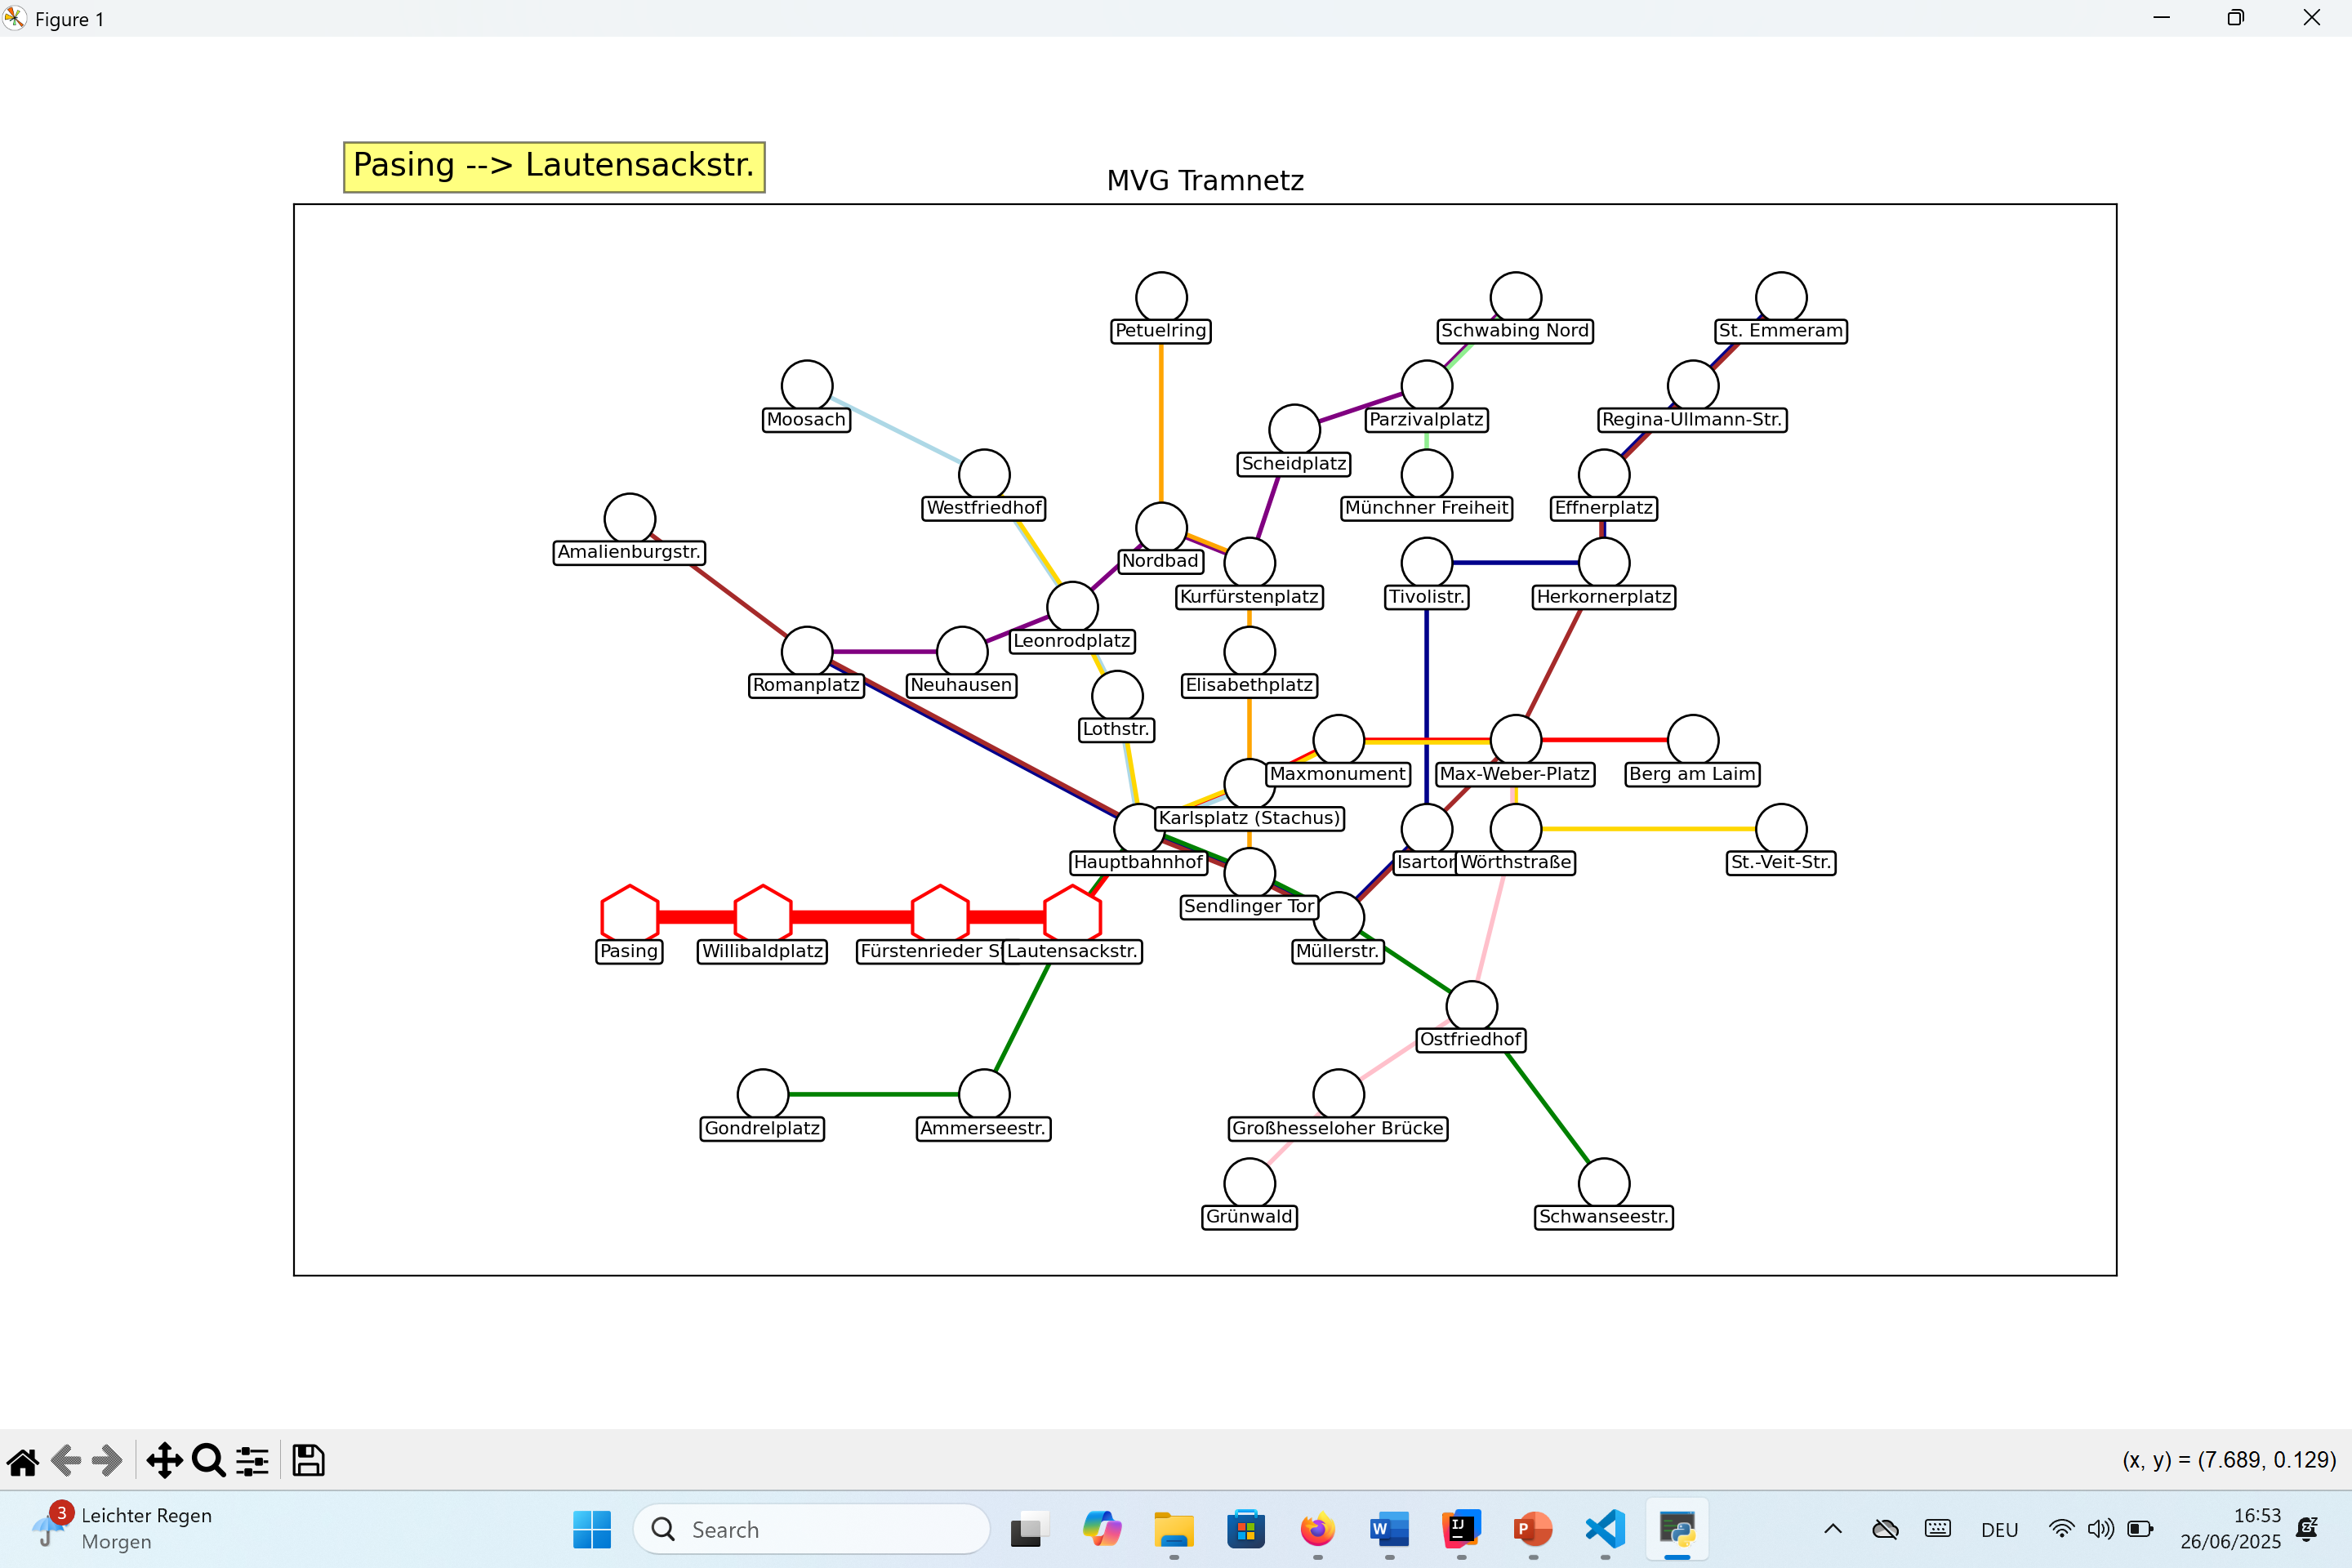 Figure 1
Pasing --> Lautensackstr.
MVG Tramnetz
Petuelring
Schwabing Nord
St. Emmeram
Moosach
Parzivalplatz
Regina-Ullmann-Str.
Scheidplatz
Westfriedhof
Münchner Freiheit
Effnerplatz
Amalienburgstr.
Nordbad
Kurfürstenplatz
Tivolistr.
Herkornerplatz
Leonrodplatz
Romanplatz
Neuhausen
Elisabethplatz
Lothstr.
Maxmonument
Max-Weber-Platz
Berg am Laim
Karlsplatz (Stachus)
Hauptbahnhof
Isartor
Wörthstraße
St.-Veit-Str.
Sendlinger Tor
Pasing
Willibaldplatz
Fürstenrieder S
Lautensackstr.
Müllerstr.
Ostfriedhof
Gondrelplatz
Ammerseestr.
Großhesseloher Brücke
Grünwald
Schwanseestr.
(x, y) = (7.689, 0.129)
3
Leichter Regen
Morgen
Search
W
IJ
P
DEU
16:53
26/06/2025